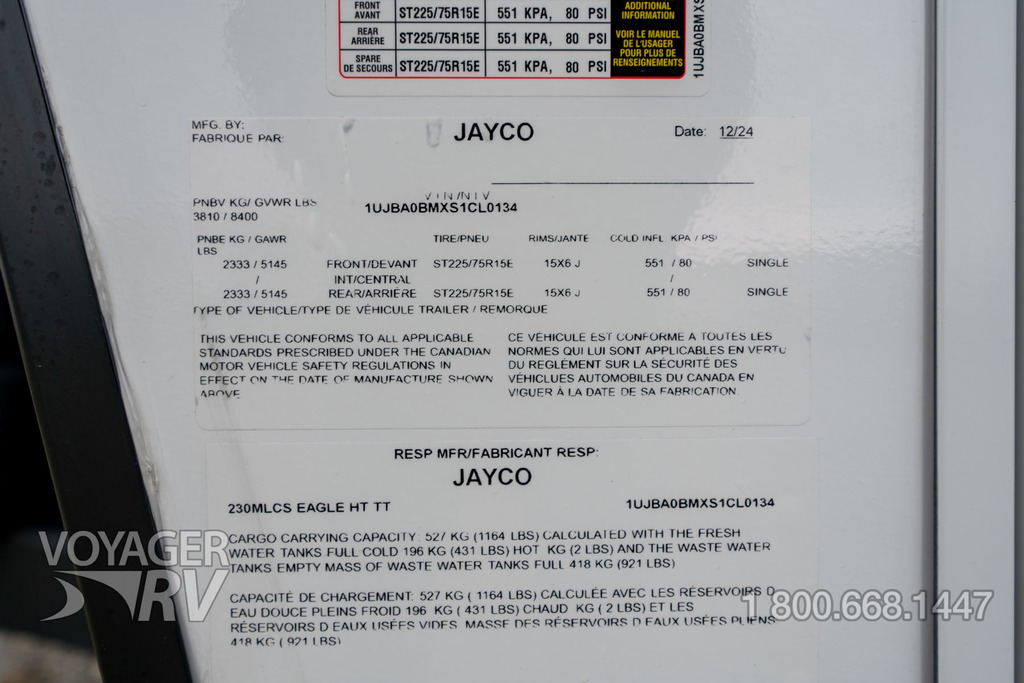 FRONT AVANT ST225/75R15E 551 KPA, 80 PSI
REAR ARRIÈRE ST225/75R15E 551 KPA, 80 PSI
SPARE DE SECOURS ST225/75R15E 551 KPA, 80 PSI
ADDITIONAL
INFORMATION
VOIR LE MANUEL
DE L'USAGER
POUR PLUS DE
RENSEIGNEMENTS
1UJBA0BMXS
MFG. BY:
FABRIQUE PAR:
JAYCO
Date: 12/24
VIN/NIV
PNBV KG/ GVWR LBS
3810 / 8400
1UJBA0BMXS1CL0134
PNBE KG / GAWR LBS TIRE/PNEU RIMS/JANTE COLD INFL. KPA / PSI
2333 / 5145 FRONT/DEVANT ST225/75R15E 15X6 J 551 / 80 SINGLE
/ INT/CENTRAL /
2333 / 5145 REAR/ARRIÈRE ST225/75R15E 15X6 J 551 / 80 SINGLE
TYPE OF VEHICLE/TYPE DE VÉHICULE TRAILER / REMORQUE
THIS VEHICLE CONFORMS TO ALL APPLICABLE
STANDARDS PRESCRIBED UNDER THE CANADIAN
MOTOR VEHICLE SAFETY REGULATIONS IN
EFFECT ON THE DATE OF MANUFACTURE SHOWN
ABOVE
CE VÉHICULE EST CONFORME A TOUTES LES
NORMES QUI LUI SONT APPLICABLES EN VERTU
DU REGLÉMENT SUR LA SÉCURITÉ DES
VÉHICLUES AUTOMOBILES DU CANADA EN
VIGUER À LA DATE DE SA FABRICATION.
RESP MFR/FABRICANT RESP:
JAYCO
230MLCS EAGLE HT TT 1UJBA0BMXS1CL0134
CARGO CARRYING CAPACITY: 527 KG (1164 LBS) CALCULATED WITH THE FRESH
WATER TANKS FULL COLD 196 KG (431 LBS) HOT KG (2 LBS) AND THE WASTE WATER
TANKS EMPTY MASS OF WASTE WATER TANKS FULL 418 KG (921 LBS)
CAPACITÉ DE CHARGEMENT: 527 KG ( 1164 LBS) CALCULÉE AVEC LES RÉSERVOIRS D
EAU DOUCE PLEINS FROID 196 KG ( 431 LBS) CHAUD KG ( 2 LBS) ET LES
RÉSERVOIRS D EAUX USÉES VIDES. MASSE DES RÉSERVOIRS D EAUX USÉES PLIENS
418 KG ( 921 LBS)
VOYAGER
RV
1.800.668.1447